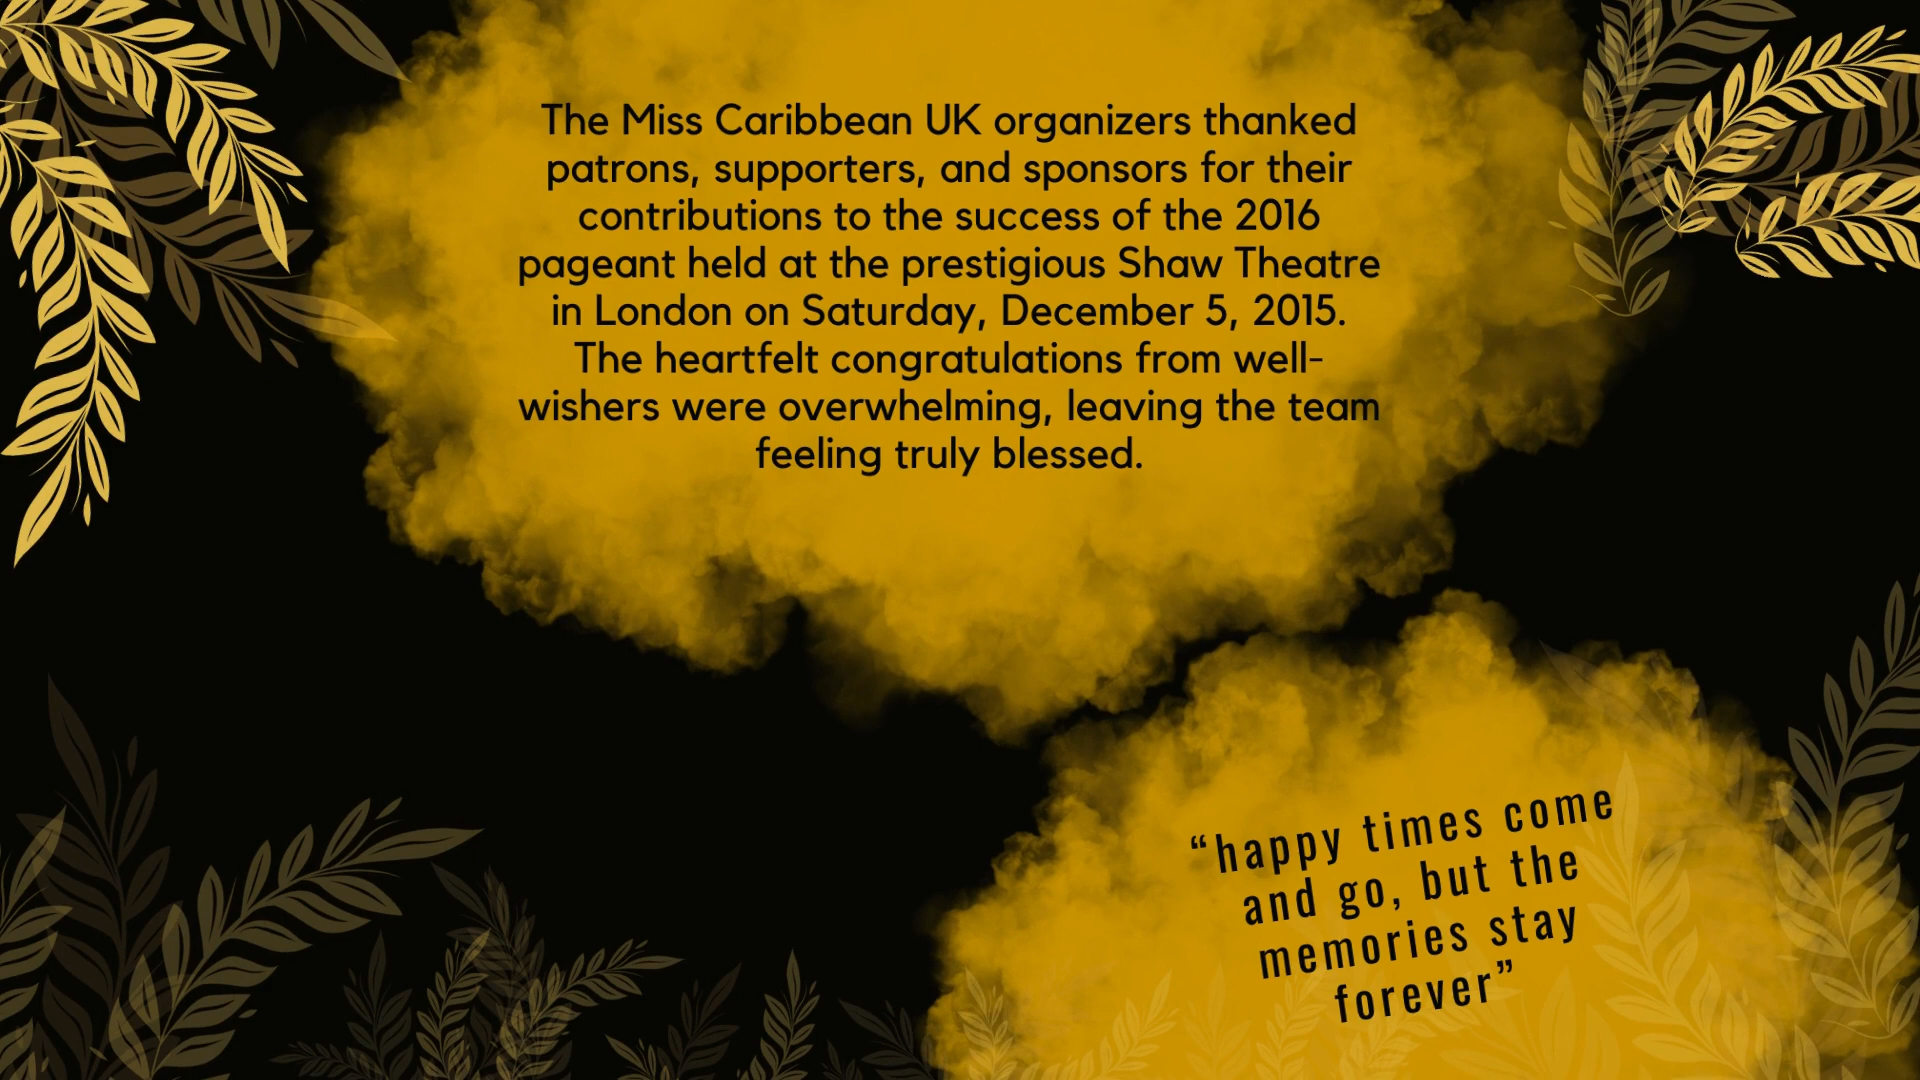 The Miss Caribbean UK organizers thanked
patrons, supporters, and sponsors for their
contributions to the success of the 2016
pageant held at the prestigious Shaw Theatre
in London on Saturday, December 5, 2015.
The heartfelt congratulations from well-
wishers were overwhelming, leaving the team
feeling truly blessed.
“happy times come
and go, but the
memories stay
forever”